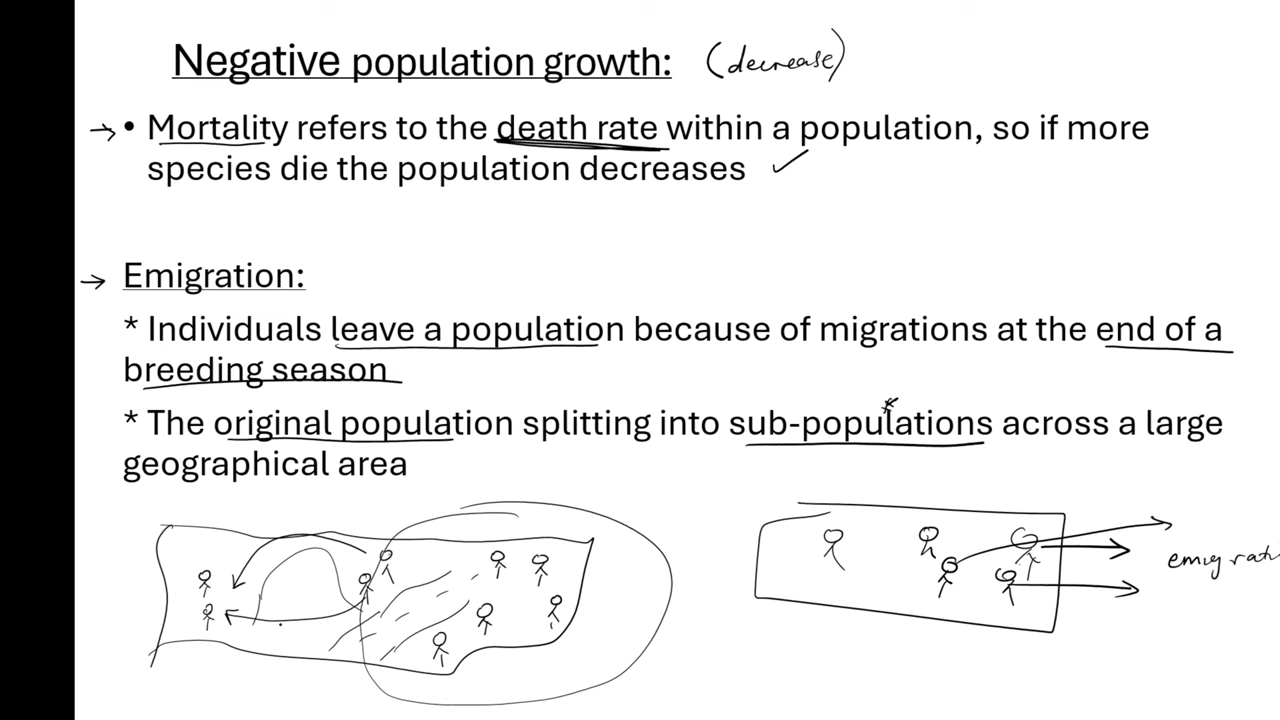 Negative population growth: (decrease)
→ • Mortality refers to the death rate within a population, so if more
species die the population decreases ✓
→ Emigration:
* Individuals leave a population because of migrations at the end of a
breeding season
* The original population splitting into sub-populations across a large
geographical area
emigrati